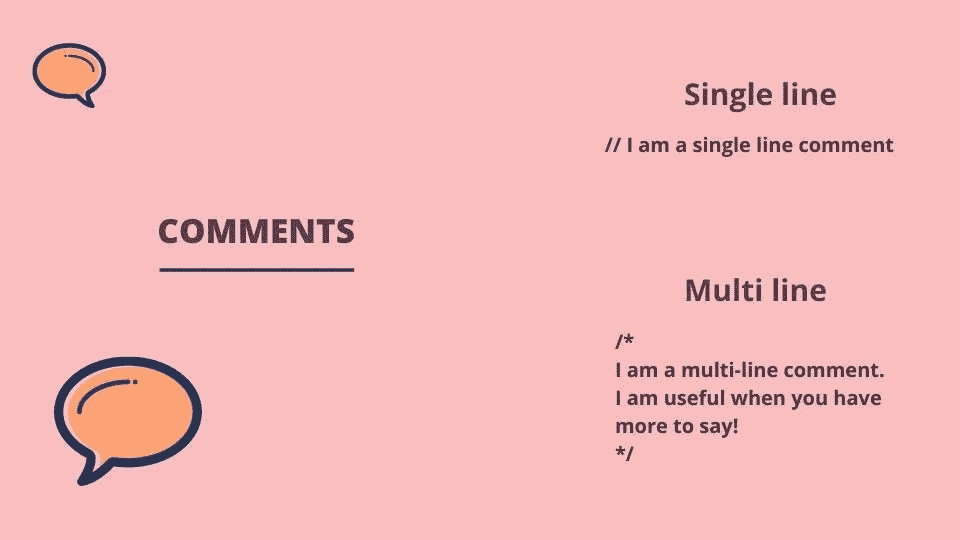 COMMENTS
Single line
// I am a single line comment
Multi line
/*
I am a multi-line comment.
I am useful when you have
more to say!
*/